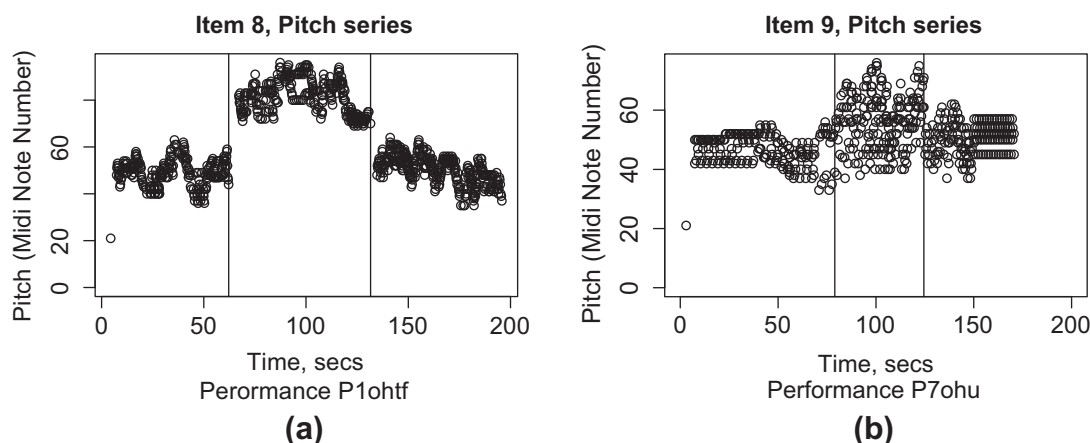 Item 8, Pitch series
Pitch (Midi Note Number)
60
40
20
0
0 50 100 150 200
Time, secs
Perormance P1ohtf
(a)
Item 9, Pitch series
Pitch (Midi Note Number)
60
40
20
0
0 50 100 150 200
Time, secs
Performance P7ohu
(b)